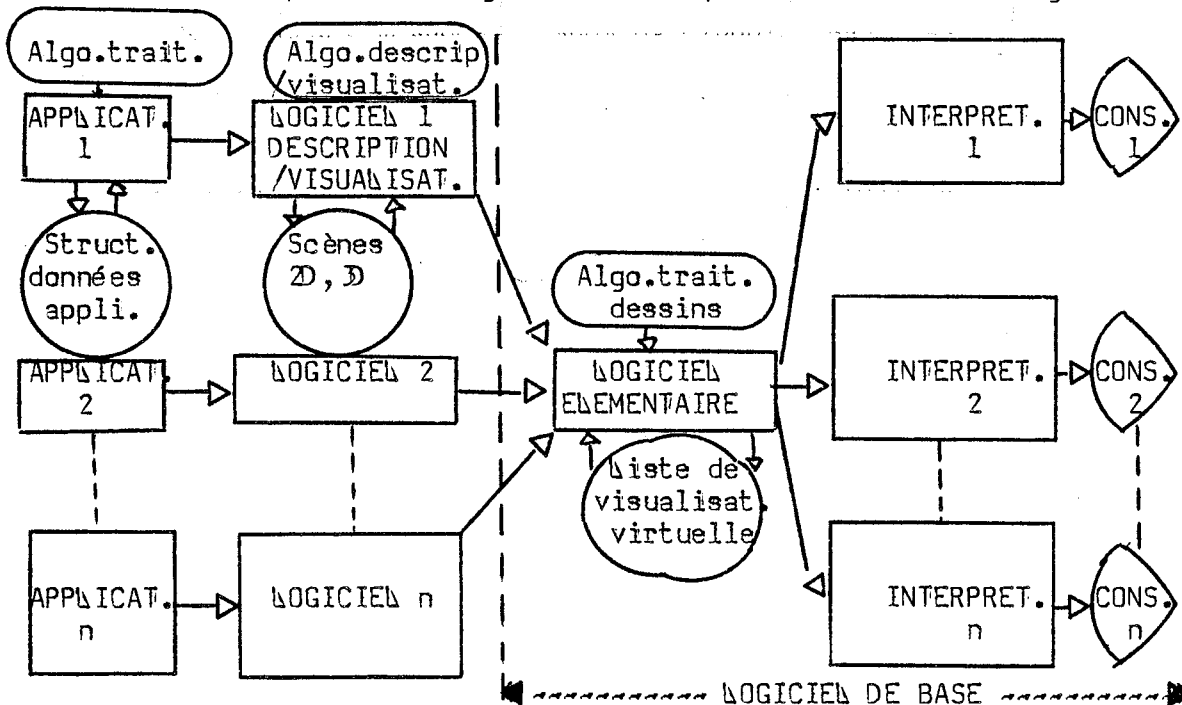 Algo.trait.
Algo.descrip
/visualisat.
APPLICAT.
1
LOGICIEL 1
DESCRIPTION
/VISUALISAT.
INTERPRET.
1
CONS.
1
Struct.
données
appli.
Scènes
2D,3D
Algo.trait.
dessins
APPLICAT.
2
LOGICIEL 2
LOGICIEL
ELEMENTAIRE
INTERPRET.
2
CONS.
2
Liste de
visualisat.
virtuelle
APPLICAT.
n
LOGICIEL n
INTERPRET.
n
CONS.
n
LOGICIEL DE BASE